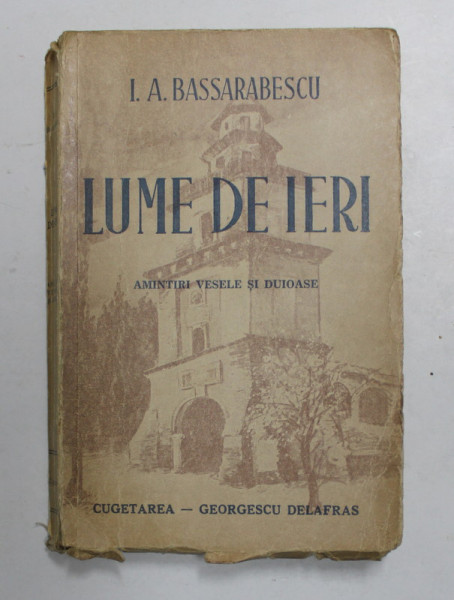 I. A. BASSARABESCU
LUME DE IERI
AMINTIRI VESELE ȘI DUIOASE
CUGETAREA — GEORGESCU DELAFRAS